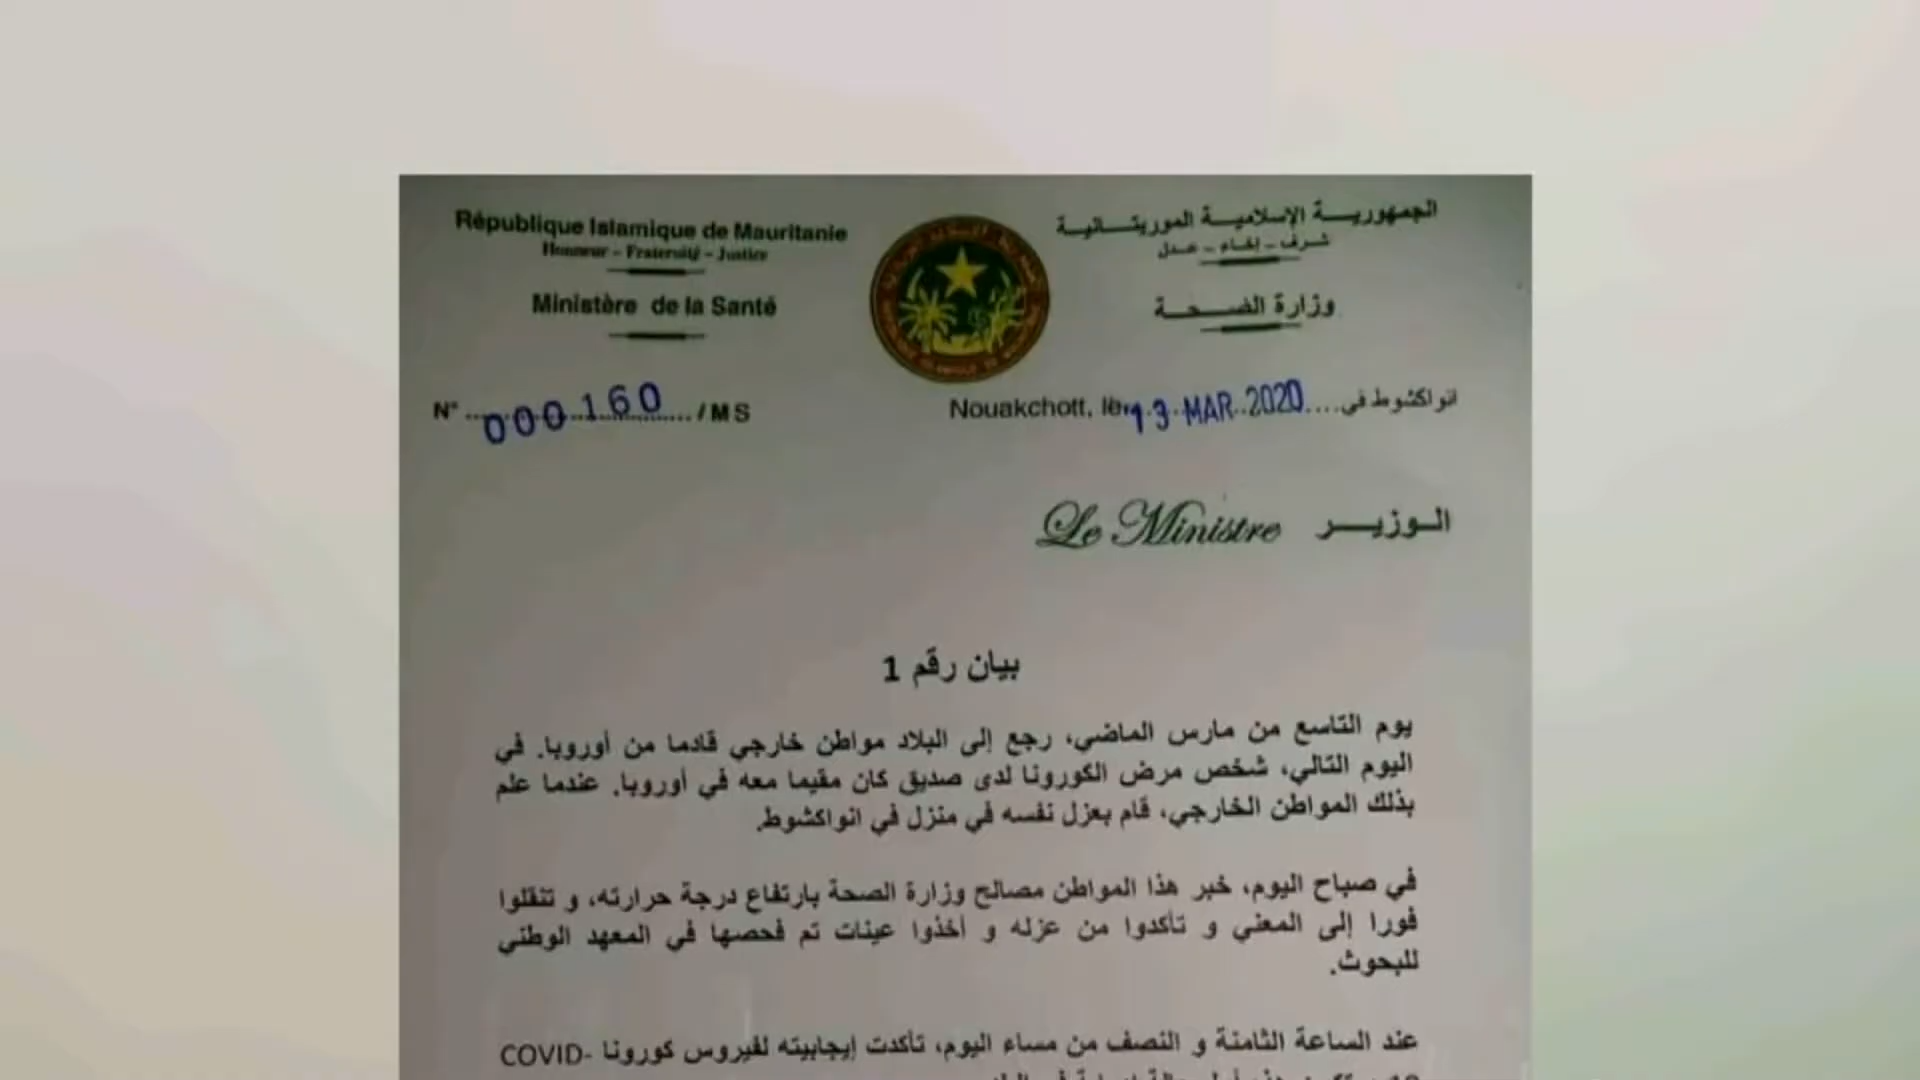 République Islamique de Mauritanie
Honneur – Fraternité – Justice
Ministère de la Santé
الجمهورية الإسلامية الموريتانية
شرف – إخاء – عدل
وزارة الصحة
N° 000160 /MS
Nouakchott, le 13 MAR 2020 انواكشوط في
Le Ministre الوزير
بيان رقم 1
يوم التاسع من مارس الماضي، رجع إلى البلاد مواطن خارجي قادما من أوروبا. في
اليوم التالي، شخص مرض الكورونا لدى صديق كان مقيما معه في أوروبا. عندما علم
بذلك المواطن الخارجي، قام بعزل نفسه في منزل في انواكشوط.
في صباح اليوم، خبر هذا المواطن مصالح وزارة الصحة بارتفاع درجة حرارته، و تنقلوا
فورا إلى المعني و تأكدوا من عزله و أخذوا عينات تم فحصها في المعهد الوطني
للبحوث.
عند الساعة الثامنة و النصف من مساء اليوم، تأكدت إيجابيته لفيروس كورونا COVID-